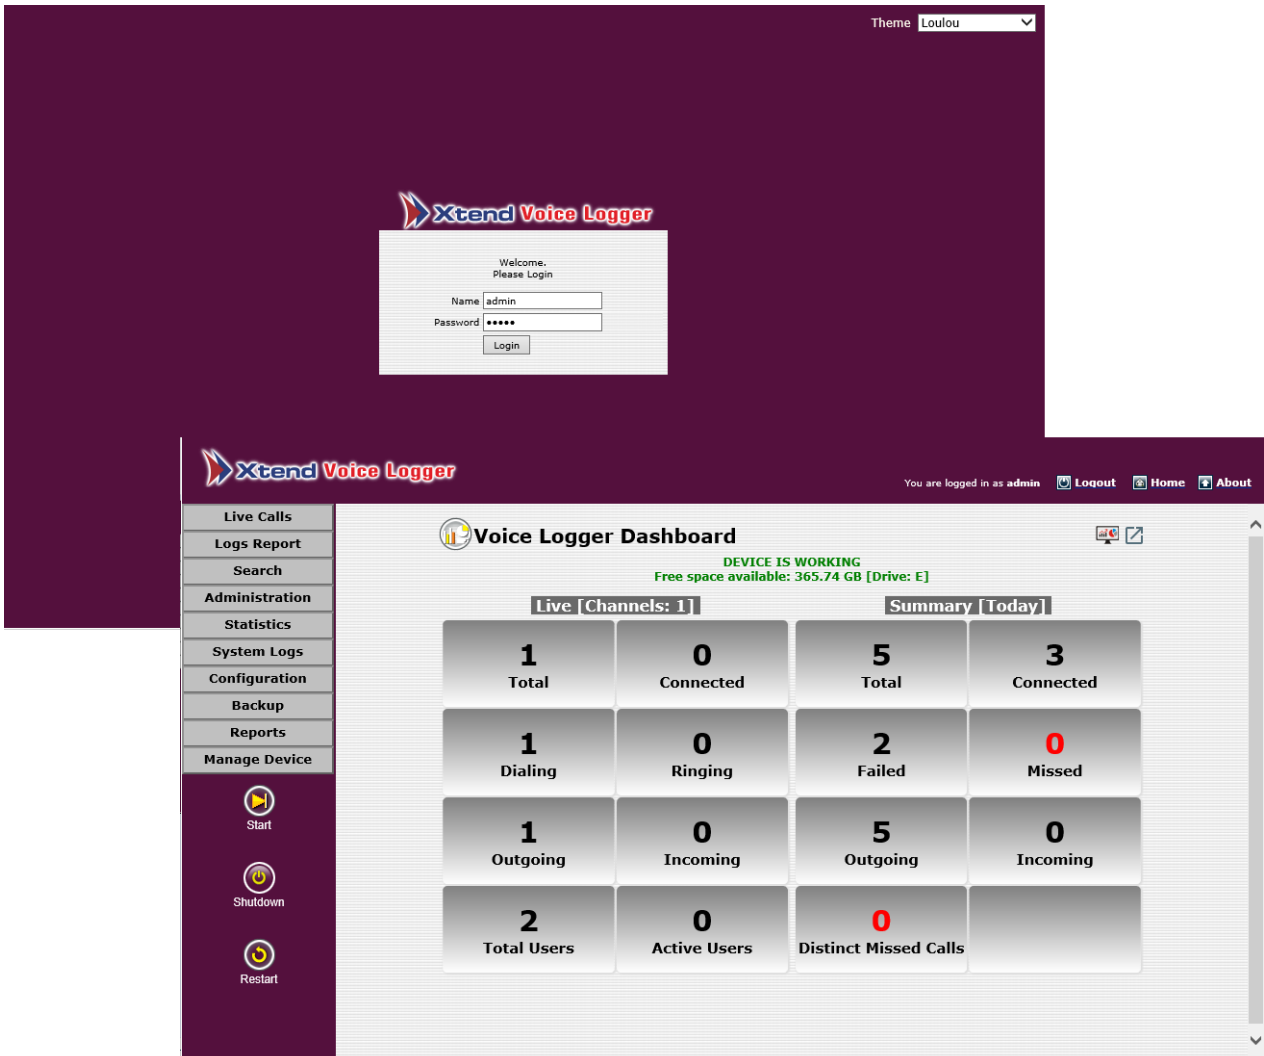 Theme Loulou
Xtend Voice Logger
Welcome.
Please Login
Name admin
Password •••••
Login
Xtend Voice Logger
You are logged in as admin Logout Home About
Live Calls
Logs Report
Search
Administration
Statistics
System Logs
Configuration
Backup
Reports
Manage Device
Start
Shutdown
Restart
Voice Logger Dashboard
DEVICE IS WORKING
Free space available: 365.74 GB [Drive: E]
Live [Channels: 1] Summary [Today]
1 0 5 3
Total Connected Total Connected
1 0 2 0
Dialing Ringing Failed Missed
1 0 5 0
Outgoing Incoming Outgoing Incoming
2 0 0
Total Users Active Users Distinct Missed Calls